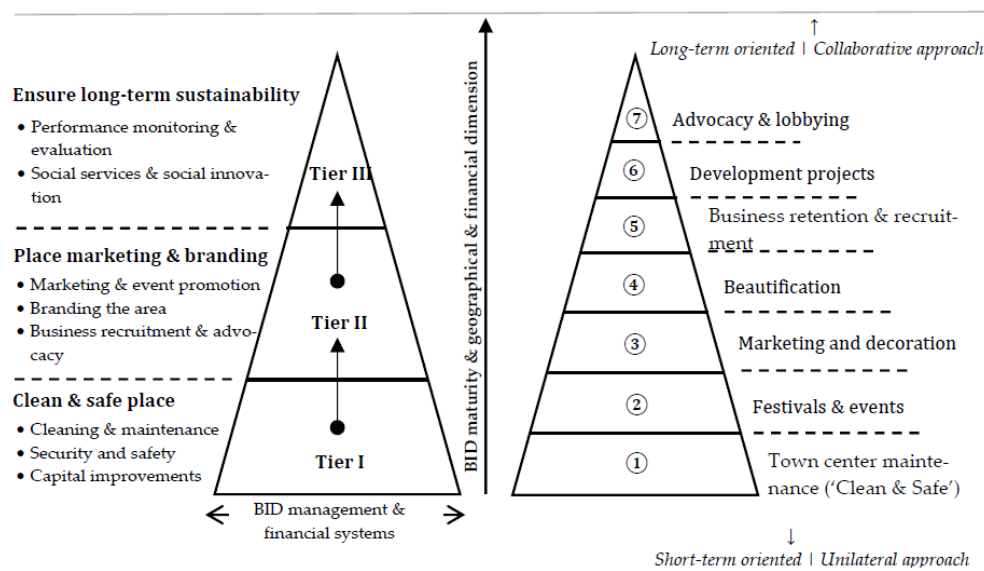 ↑
Long-term oriented | Collaborative approach
Ensure long-term sustainability
• Performance monitoring &
evaluation
• Social services & social innova-
tion
Tier III
Place marketing & branding
• Marketing & event promotion
• Branding the area
• Business recruitment & advo-
cacy
Tier II
Clean & safe place
• Cleaning & maintenance
• Security and safety
• Capital improvements
Tier I
BID management &
financial systems
BID maturity & geographical & financial dimension
⑦ Advocacy & lobbying
⑥ Development projects
⑤ Business retention & recruit-
ment
④ Beautification
③ Marketing and decoration
② Festivals & events
① Town center mainte-
nance (‘Clean & Safe’)
↓
Short-term oriented | Unilateral approach